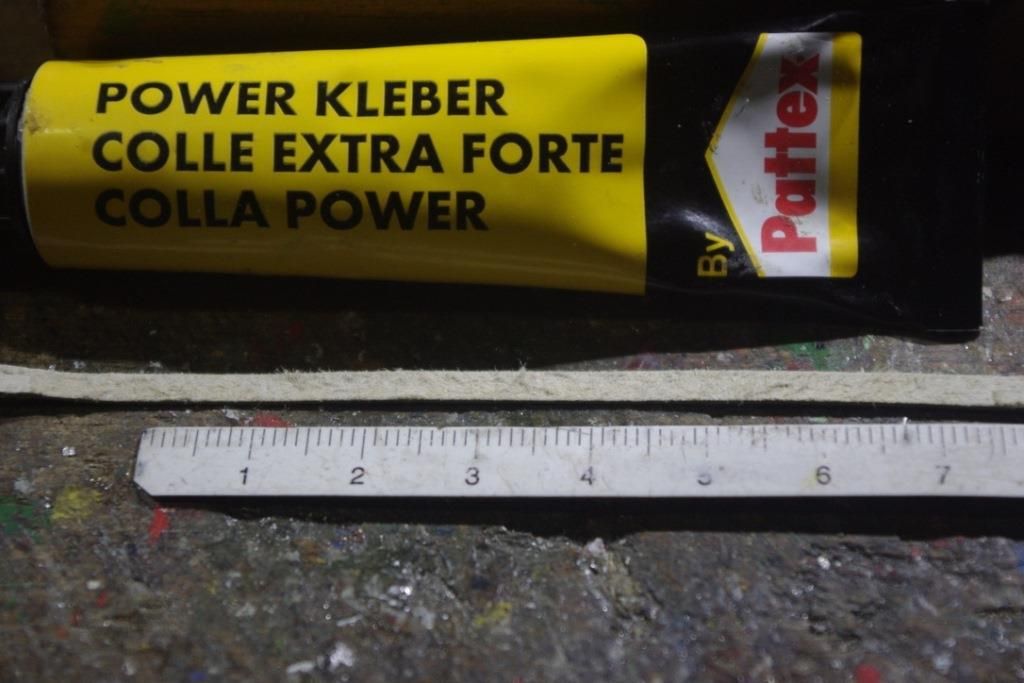 POWER KLEBER
COLLE EXTRA FORTE
COLLA POWER
By Pattex
1 2 3 4 5 6 7